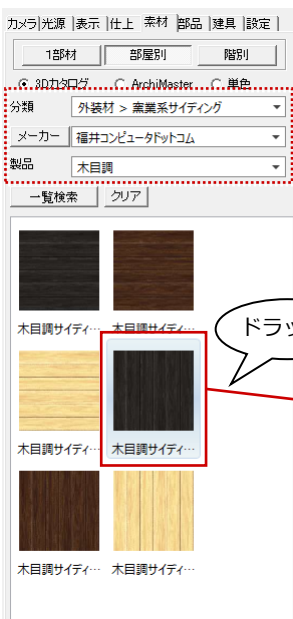 カメラ|光源 |表示 |仕上 素材 |部品 |建具 |設定 |
1部材 部屋別 階別
3Dカタログ ArchiMaster 単色
分類 外装材 > 窯業系サイディング
メーカー 福井コンピュータドットコム
製品 木目調
一覧検索 クリア
木目調サイディ… 木目調サイディ…
ドラッ
木目調サイディ… 木目調サイディ…
木目調サイディ… 木目調サイディ…